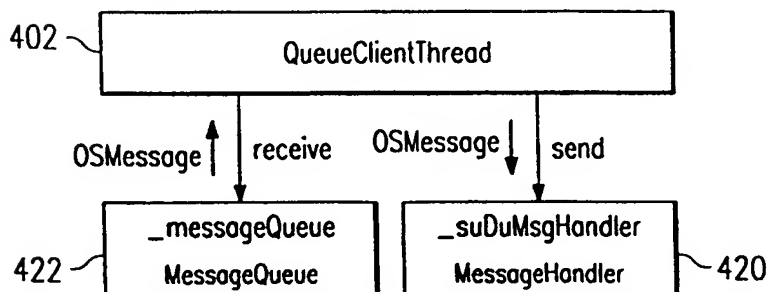 402
QueueClientThread
OSMessage receive OSMessage send
_messageQueue _suDuMsgHandler
422 MessageQueue MessageHandler 420